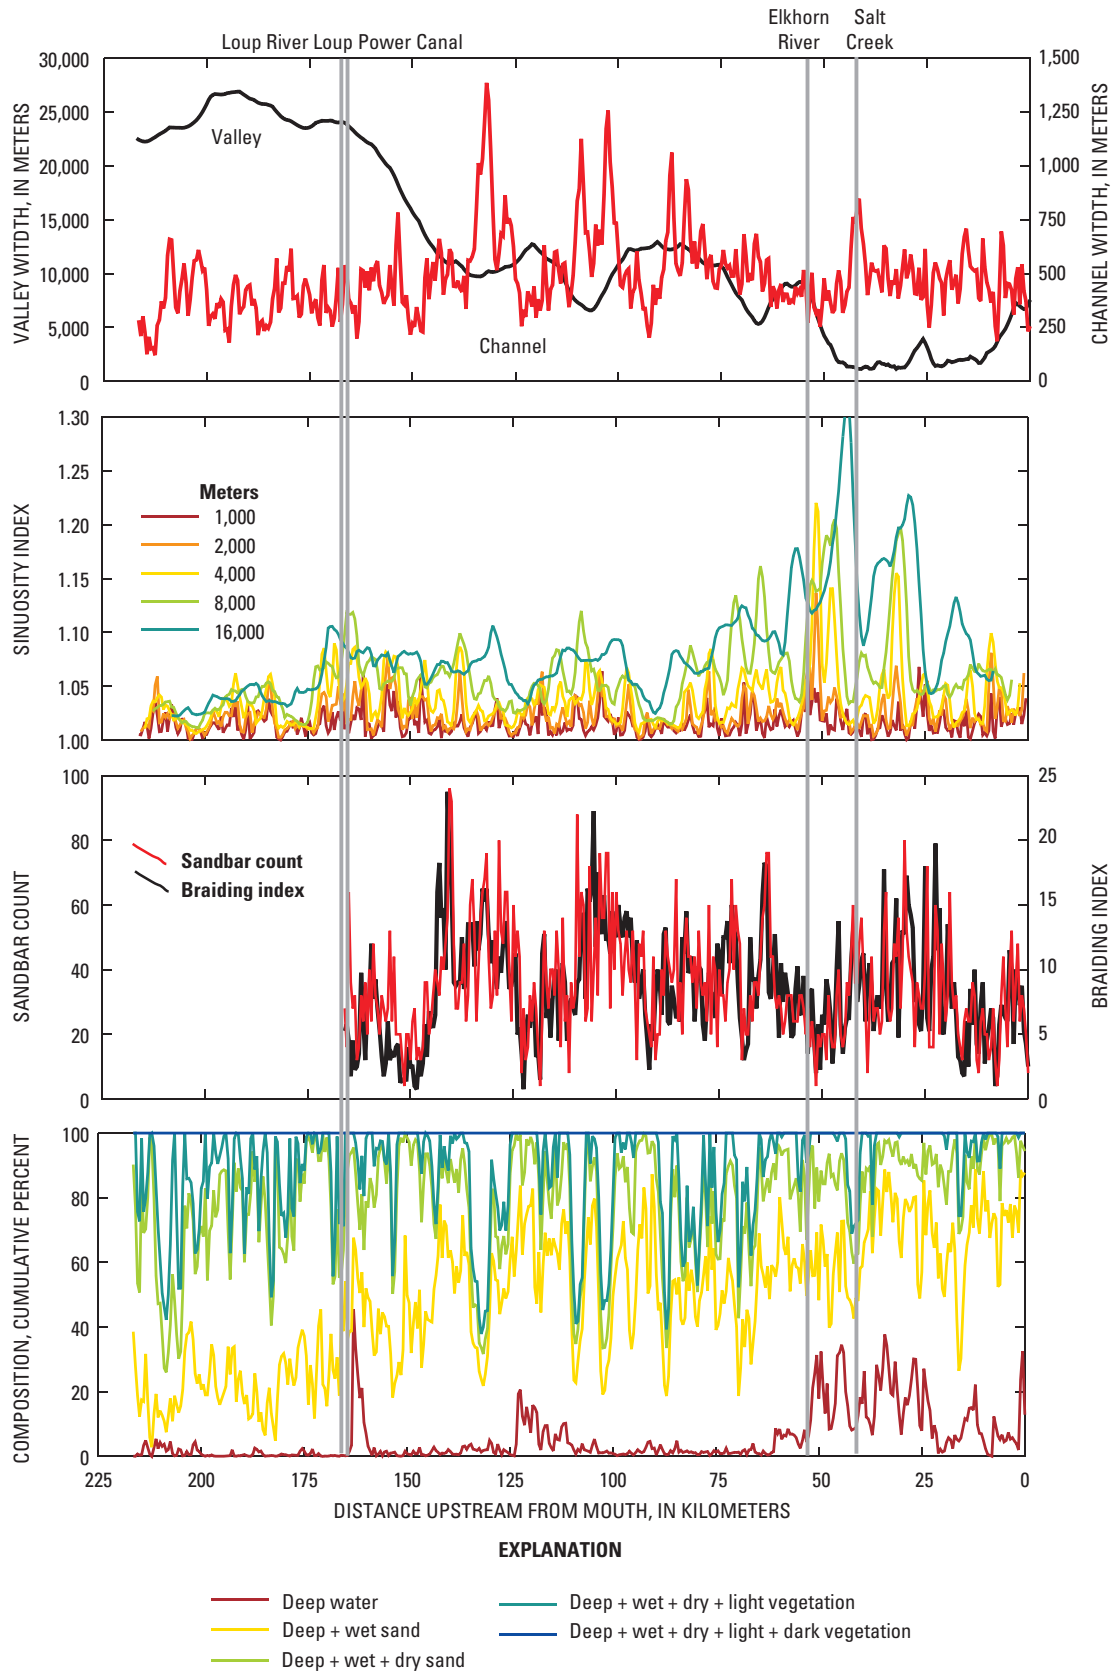 Elkhorn River
Salt Creek
Loup River Loup Power Canal
30,000
25,000
20,000
15,000
10,000
5,000
0
VALLEY WITDTH, IN METERS
1,500
1,250
1,000
750
500
250
0
CHANNEL WITDTH, IN METERS
Valley
Channel
1.30
1.25
1.20
1.15
1.10
1.05
1.00
SINUOSITY INDEX
Meters
1,000
2,000
4,000
8,000
16,000
100
80
60
40
20
0
SANDBAR COUNT
25
20
15
10
5
0
BRAIDING INDEX
Sandbar count
Braiding index
100
80
60
40
20
0
COMPOSITION, CUMULATIVE PERCENT
225 200 175 150 125 100 75 50 25 0
DISTANCE UPSTREAM FROM MOUTH, IN KILOMETERS
EXPLANATION
Deep water
Deep + wet sand
Deep + wet + dry sand
Deep + wet + dry + light vegetation
Deep + wet + dry + light + dark vegetation